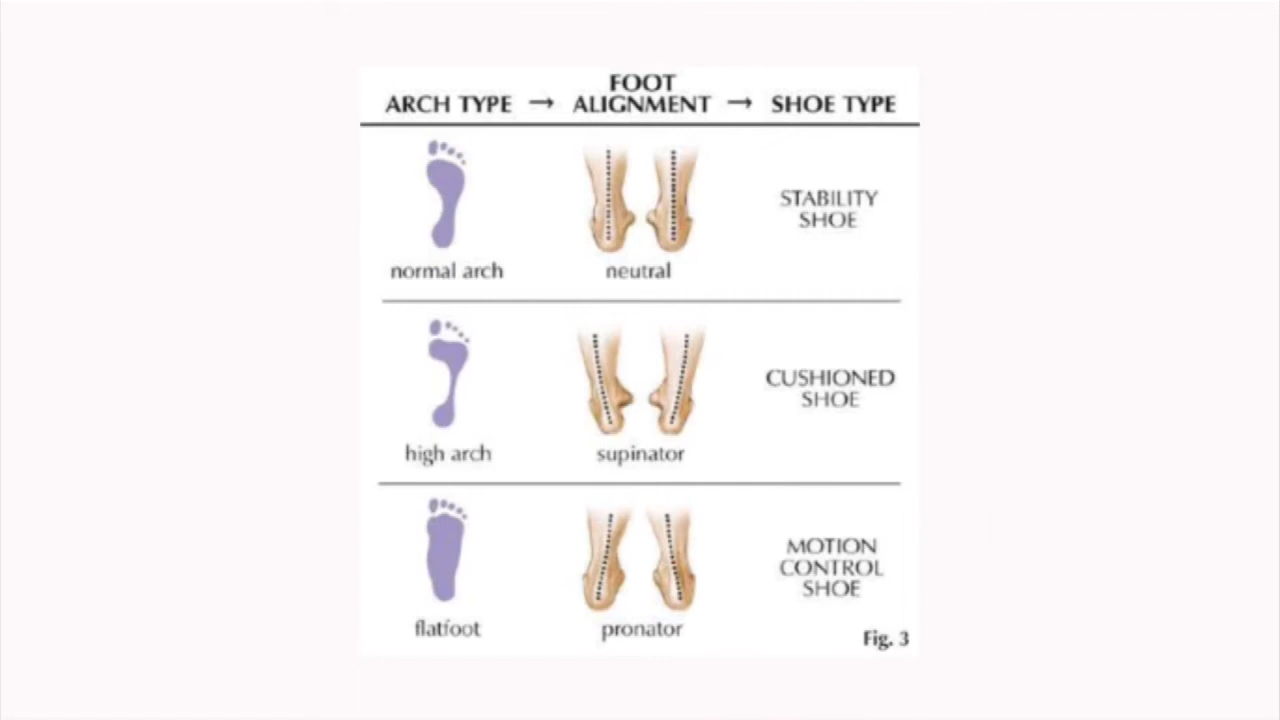 ARCH TYPE → FOOT ALIGNMENT → SHOE TYPE
normal arch
neutral
STABILITY
SHOE
high arch
supinator
CUSHIONED
SHOE
flatfoot
pronator
MOTION
CONTROL
SHOE
Fig. 3